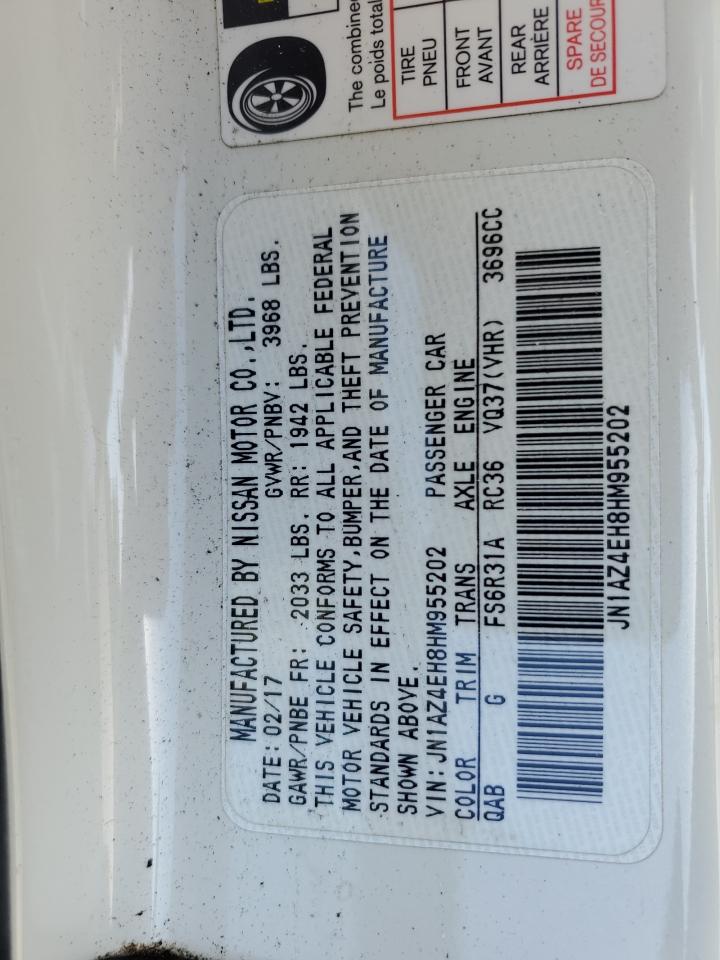 The combine
Le poids total
TIRE
PNEU
FRONT
AVANT
REAR
ARRIÈRE
SPARE
DE SECOUR
MANUFACTURED BY NISSAN MOTOR CO.,LTD.
DATE: 02/17 GVWR/PNBV: 3968 LBS.
GAWR/PNBE FR: 2033 LBS. RR: 1942 LBS.
THIS VEHICLE CONFORMS TO ALL APPLICABLE FEDERAL
MOTOR VEHICLE SAFETY,BUMPER,AND THEFT PREVENTION
STANDARDS IN EFFECT ON THE DATE OF MANUFACTURE
SHOWN ABOVE.
VIN:JN1AZ4EH8HM955202 PASSENGER CAR
COLOR TRIM TRANS AXLE ENGINE
QAB G FS6R31A RC36 VQ37(VHR) 3696CC
JN1AZ4EH8HM955202